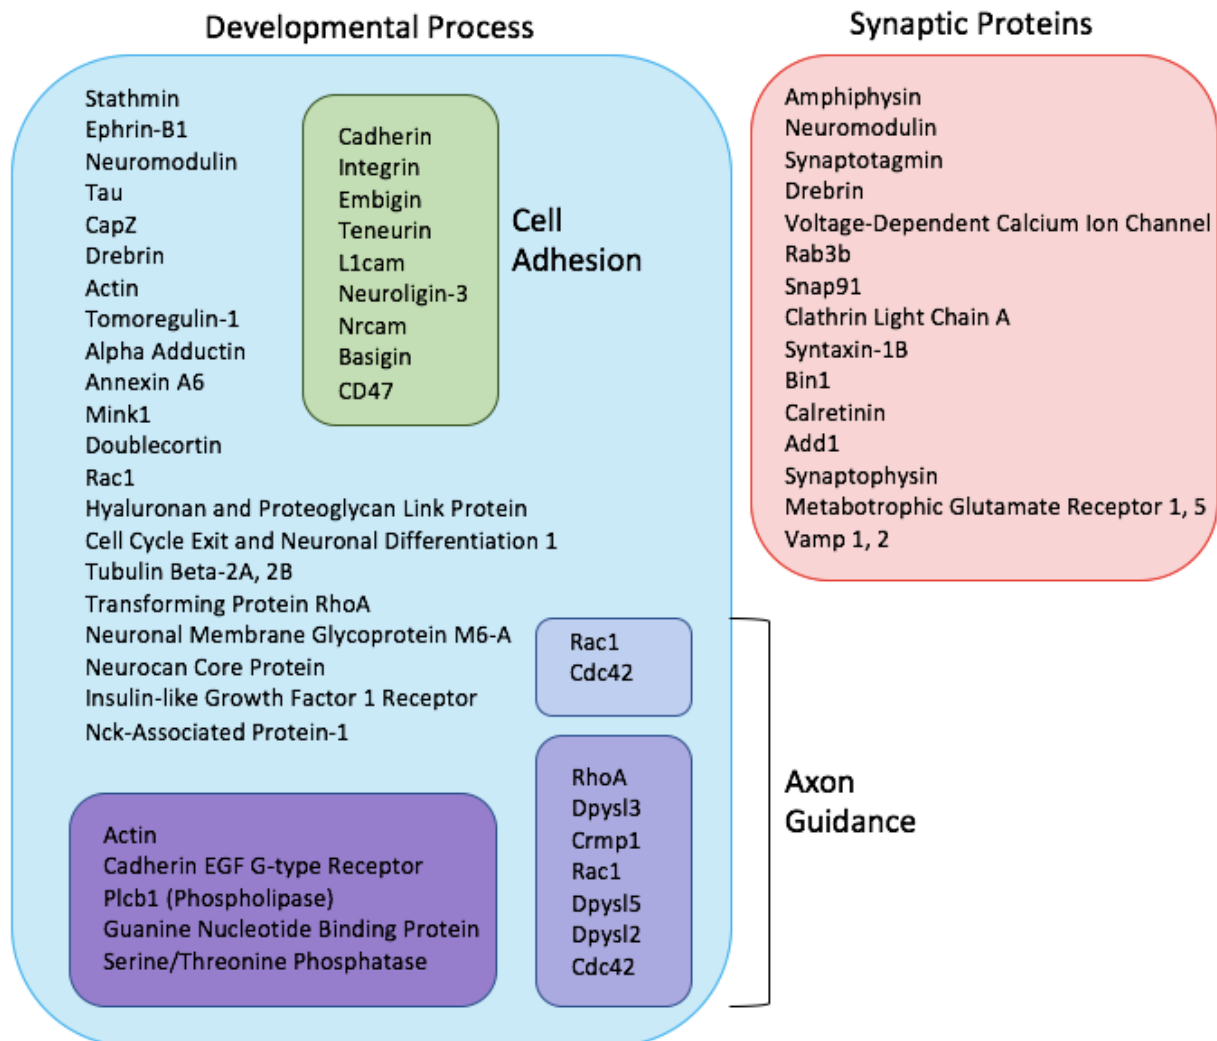 Developmental Process
Stathmin
Ephrin-B1
Neuromodulin
Tau
CapZ
Drebrin
Actin
Tomoregulin-1
Alpha Adductin
Annexin A6
Mink1
Doublecortin
Rac1
Hyaluronan and Proteoglycan Link Protein
Cell Cycle Exit and Neuronal Differentiation 1
Tubulin Beta-2A, 2B
Transforming Protein RhoA
Neuronal Membrane Glycoprotein M6-A
Neurocan Core Protein
Insulin-like Growth Factor 1 Receptor
Nck-Associated Protein-1
Cadherin
Integrin
Embigin
Teneurin
L1cam
Neuroligin-3
Nrcam
Basigin
CD47
Cell
Adhesion
Actin
Cadherin EGF G-type Receptor
Plcb1 (Phospholipase)
Guanine Nucleotide Binding Protein
Serine/Threonine Phosphatase
Rac1
Cdc42
RhoA
Dpysl3
Crmp1
Rac1
Dpysl5
Dpysl2
Cdc42
Axon
Guidance
Synaptic Proteins
Amphiphysin
Neuromodulin
Synaptotagmin
Drebrin
Voltage-Dependent Calcium Ion Channel
Rab3b
Snap91
Clathrin Light Chain A
Syntaxin-1B
Bin1
Calretinin
Add1
Synaptophysin
Metabotrophic Glutamate Receptor 1, 5
Vamp 1, 2